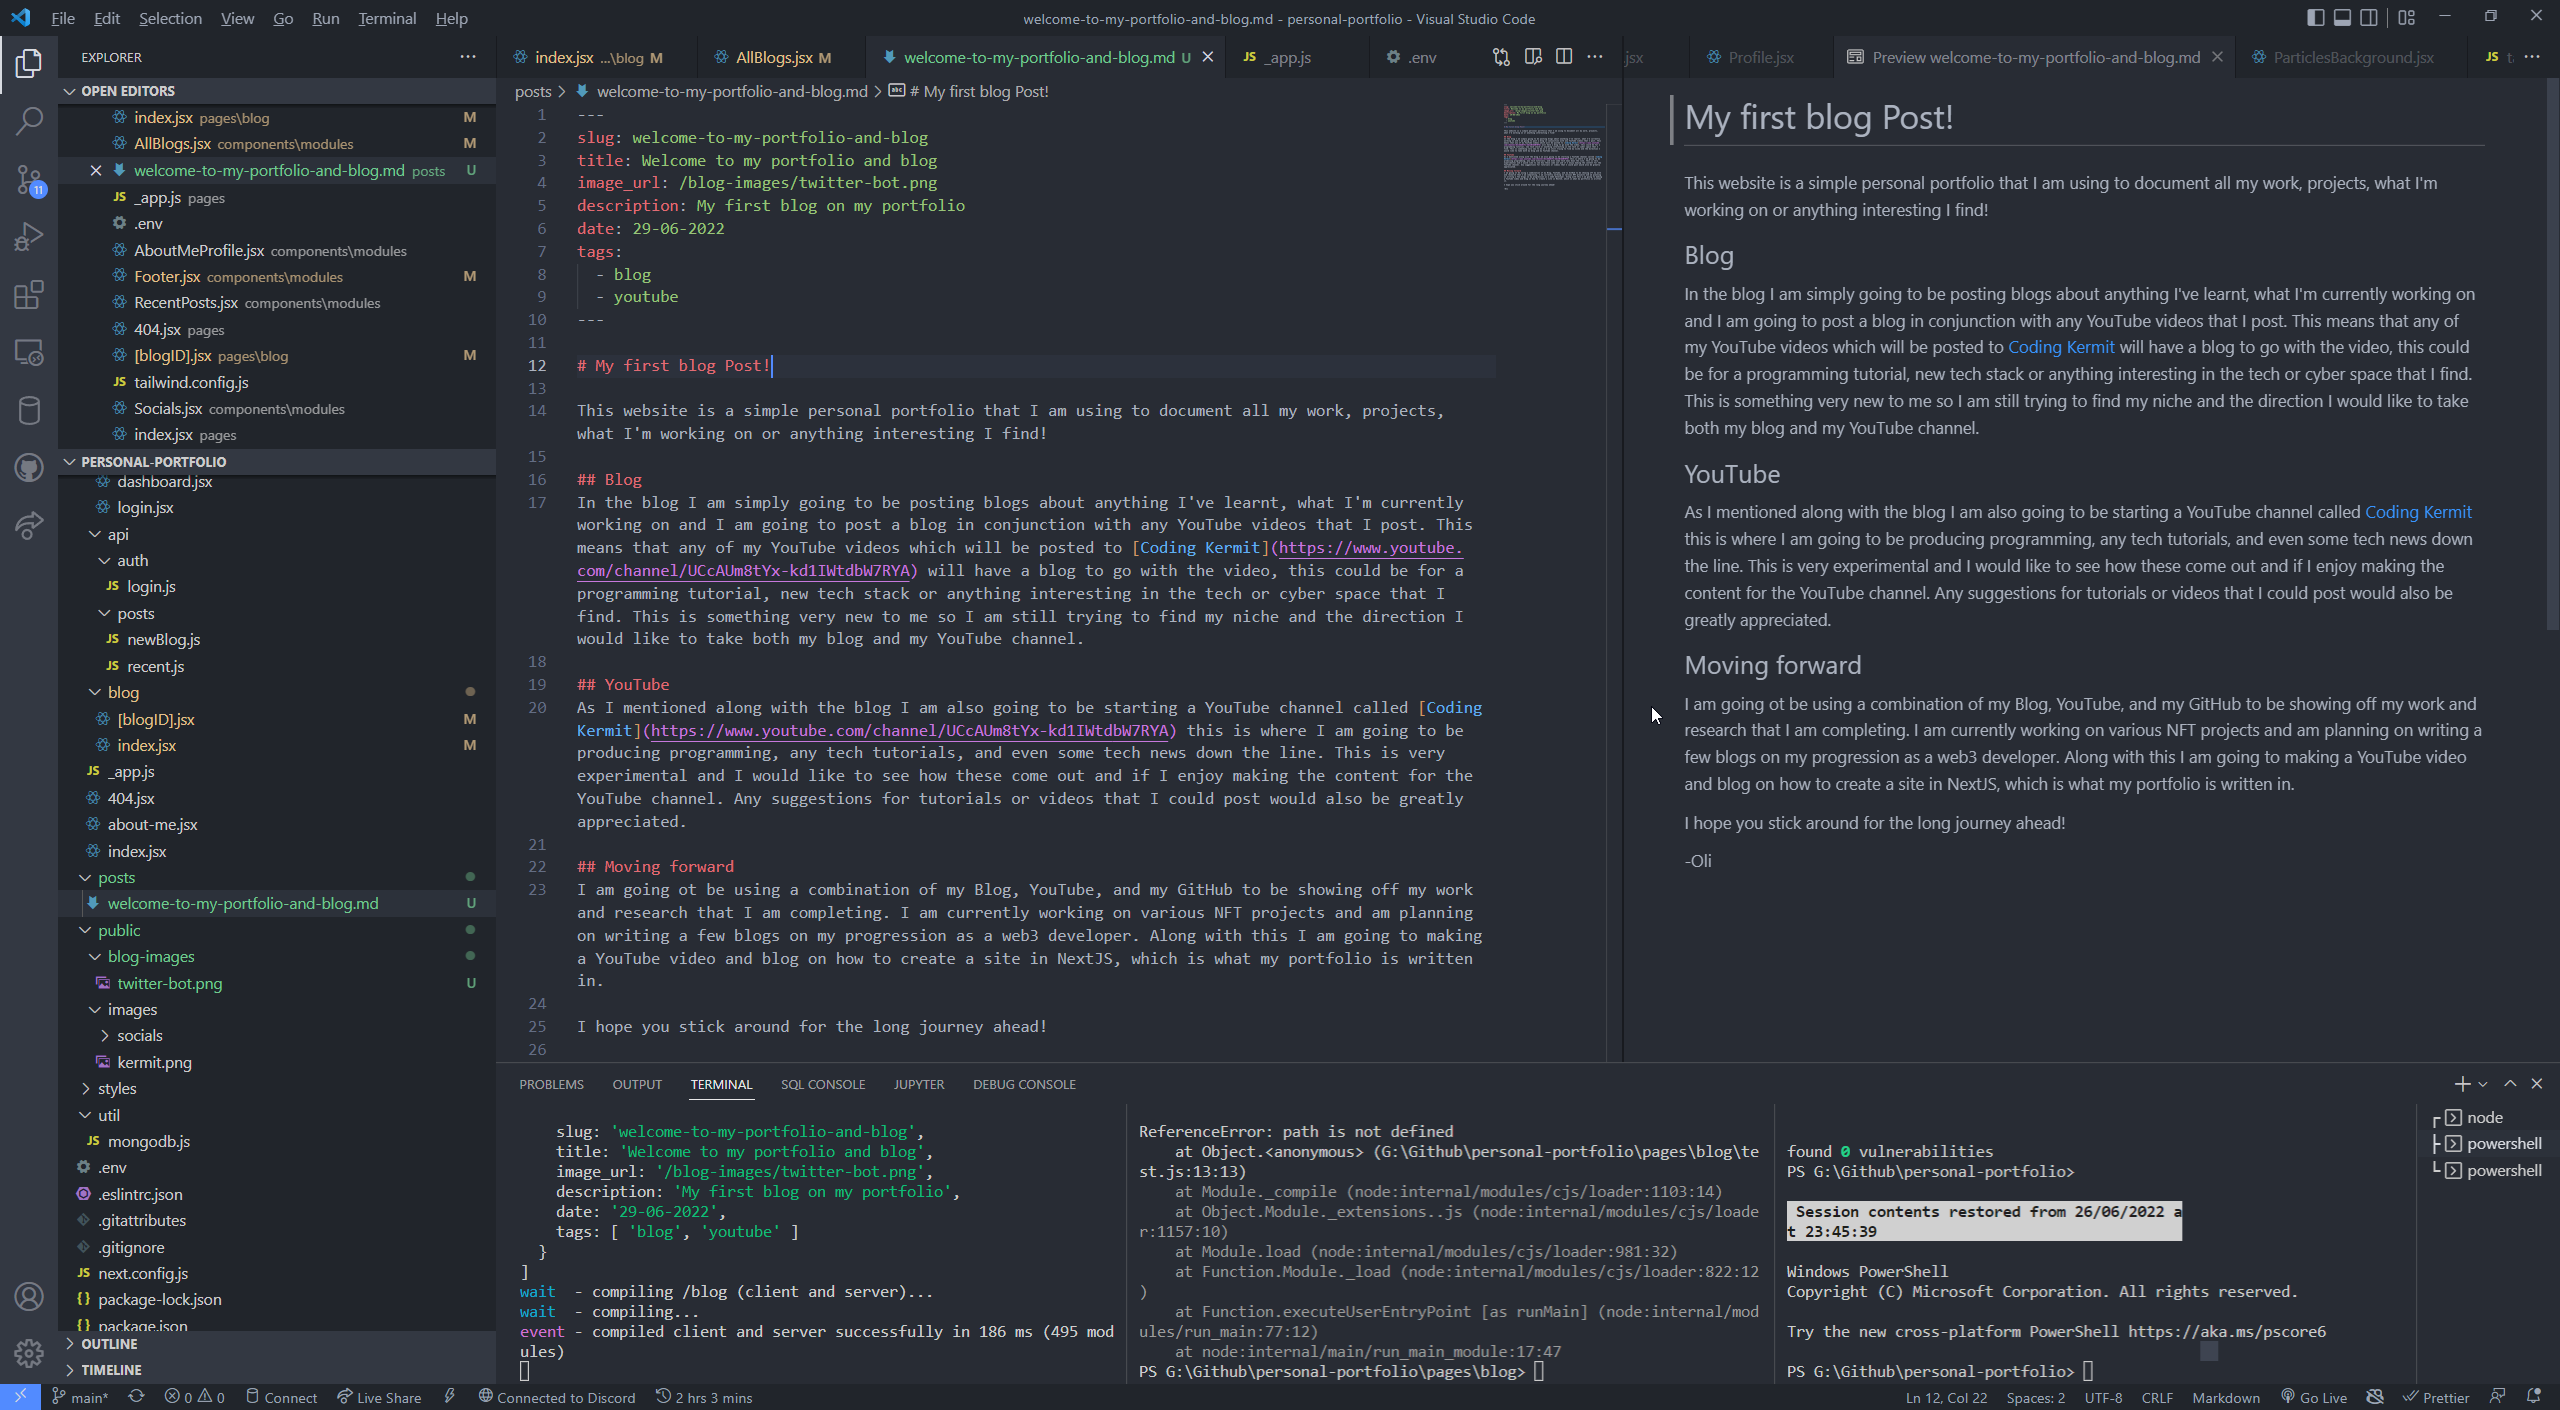 File Edit Selection View Go Run Terminal Help
welcome-to-my-portfolio-and-blog.md - personal-portfolio - Visual Studio Code
EXPLORER
OPEN EDITORS
index.jsx pages\blog M
AllBlogs.jsx components\modules M
welcome-to-my-portfolio-and-blog.md posts U
JS _app.js pages
.env
AboutMeProfile.jsx components\modules
Footer.jsx components\modules M
RecentPosts.jsx components\modules
404.jsx pages
[blogID].jsx pages\blog M
JS tailwind.config.js
Socials.jsx components\modules
index.jsx pages
PERSONAL-PORTFOLIO
dashboard.jsx
login.jsx
api
auth
JS login.js
posts
JS newBlog.js
JS recent.js
blog
[blogID].jsx M
index.jsx M
JS _app.js
404.jsx
about-me.jsx
index.jsx
posts
welcome-to-my-portfolio-and-blog.md U
public
blog-images
twitter-bot.png U
images
socials
kermit.png
styles
util
JS mongodb.js
.env
.eslintrc.json
.gitattributes
.gitignore
JS next.config.js
{} package-lock.json
{} package.json
OUTLINE
TIMELINE
11
index.jsx ...\blog M
AllBlogs.jsx M
welcome-to-my-portfolio-and-blog.md U
JS _app.js
.env
posts > welcome-to-my-portfolio-and-blog.md > # My first blog Post!
1 ---
2 slug: welcome-to-my-portfolio-and-blog
3 title: Welcome to my portfolio and blog
4 image_url: /blog-images/twitter-bot.png
5 description: My first blog on my portfolio
6 date: 29-06-2022
7 tags:
8 - blog
9 - youtube
10 ---
11
12 # My first blog Post!
13
14 This website is a simple personal portfolio that I am using to document all my work, projects,
what I'm working on or anything interesting I find!
15
16 ## Blog
17 In the blog I am simply going to be posting blogs about anything I've learnt, what I'm currently
working on and I am going to post a blog in conjunction with any YouTube videos that I post. This
means that any of my YouTube videos which will be posted to [Coding Kermit](https://www.youtube.
com/channel/UCcAUm8tYx-kd1IWtdbW7RYA) will have a blog to go with the video, this could be for a
programming tutorial, new tech stack or anything interesting in the tech or cyber space that I
find. This is something very new to me so I am still trying to find my niche and the direction I
would like to take both my blog and my YouTube channel.
18
19 ## YouTube
20 As I mentioned along with the blog I am also going to be starting a YouTube channel called [Coding
Kermit](https://www.youtube.com/channel/UCcAUm8tYx-kd1IWtdbW7RYA) this is where I am going to be
producing programming, any tech tutorials, and even some tech news down the line. This is very
experimental and I would like to see how these come out and if I enjoy making the content for the
YouTube channel. Any suggestions for tutorials or videos that I could post would also be greatly
appreciated.
21
22 ## Moving forward
23 I am going ot be using a combination of my Blog, YouTube, and my GitHub to be showing off my work
and research that I am completing. I am currently working on various NFT projects and am planning
on writing a few blogs on my progression as a web3 developer. Along with this I am going to making
a YouTube video and blog on how to create a site in NextJS, which is what my portfolio is written
in.
24
25 I hope you stick around for the long journey ahead!
26
jsx
Profile.jsx
Preview welcome-to-my-portfolio-and-blog.md
ParticlesBackground.jsx
JS t
My first blog Post!
This website is a simple personal portfolio that I am using to document all my work, projects, what I'm
working on or anything interesting I find!
Blog
In the blog I am simply going to be posting blogs about anything I've learnt, what I'm currently working on
and I am going to post a blog in conjunction with any YouTube videos that I post. This means that any of
my YouTube videos which will be posted to Coding Kermit will have a blog to go with the video, this could
be for a programming tutorial, new tech stack or anything interesting in the tech or cyber space that I find.
This is something very new to me so I am still trying to find my niche and the direction I would like to take
both my blog and my YouTube channel.
YouTube
As I mentioned along with the blog I am also going to be starting a YouTube channel called Coding Kermit
this is where I am going to be producing programming, any tech tutorials, and even some tech news down
the line. This is very experimental and I would like to see how these come out and if I enjoy making the
content for the YouTube channel. Any suggestions for tutorials or videos that I could post would also be
greatly appreciated.
Moving forward
I am going ot be using a combination of my Blog, YouTube, and my GitHub to be showing off my work and
research that I am completing. I am currently working on various NFT projects and am planning on writing a
few blogs on my progression as a web3 developer. Along with this I am going to making a YouTube video
and blog on how to create a site in NextJS, which is what my portfolio is written in.
I hope you stick around for the long journey ahead!
-Oli
PROBLEMS OUTPUT TERMINAL SQL CONSOLE JUPYTER DEBUG CONSOLE
slug: 'welcome-to-my-portfolio-and-blog',
title: 'Welcome to my portfolio and blog',
image_url: '/blog-images/twitter-bot.png',
description: 'My first blog on my portfolio',
date: '29-06-2022',
tags: [ 'blog', 'youtube' ]
}
]
wait - compiling /blog (client and server)...
wait - compiling...
event - compiled client and server successfully in 186 ms (495 mod
ules)
ReferenceError: path is not defined
at Object.<anonymous> (G:\Github\personal-portfolio\pages\blog\te
st.js:13:13)
at Module._compile (node:internal/modules/cjs/loader:1103:14)
at Object.Module._extensions..js (node:internal/modules/cjs/loade
r:1157:10)
at Module.load (node:internal/modules/cjs/loader:981:32)
at Function.Module._load (node:internal/modules/cjs/loader:822:12
)
at Function.executeUserEntryPoint [as runMain] (node:internal/mod
ules/run_main:77:12)
at node:internal/main/run_main_module:17:47
PS G:\Github\personal-portfolio\pages\blog>
found 0 vulnerabilities
PS G:\Github\personal-portfolio>
Session contents restored from 26/06/2022 a
t 23:45:39
Windows PowerShell
Copyright (C) Microsoft Corporation. All rights reserved.
Try the new cross-platform PowerShell https://aka.ms/pscore6
PS G:\Github\personal-portfolio>
node
powershell
powershell
main* 0 0 Connect Live Share Connected to Discord 2 hrs 3 mins
Ln 12, Col 22 Spaces: 2 UTF-8 CRLF Markdown Go Live Prettier